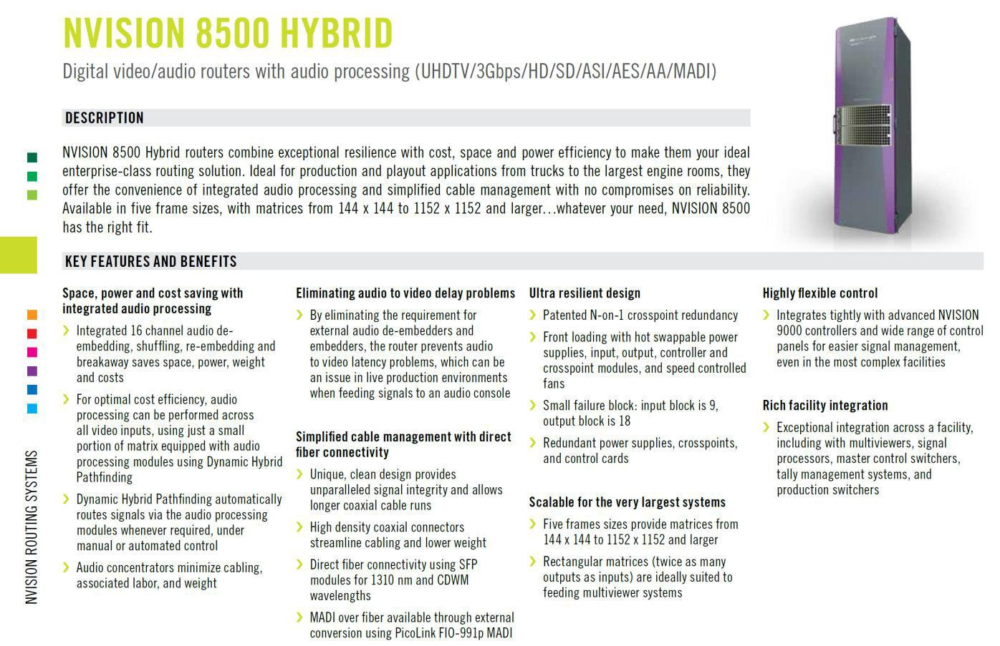 NVISION 8500 HYBRID
Digital video/audio routers with audio processing (UHDTV/3Gbps/HD/SD/ASI/AES/AA/MADI)
DESCRIPTION
NVISION 8500 Hybrid routers combine exceptional resilience with cost, space and power efficiency to make them your ideal
enterprise-class routing solution. Ideal for production and playout applications from trucks to the largest engine rooms, they
offer the convenience of integrated audio processing and simplified cable management with no compromises on reliability.
Available in five frame sizes, with matrices from 144 x 144 to 1152 x 1152 and larger…whatever your need, NVISION 8500
has the right fit.
KEY FEATURES AND BENEFITS
Space, power and cost saving with
integrated audio processing
Integrated 16 channel audio de-
embedding, shuffling, re-embedding and
breakaway saves space, power, weight
and costs
For optimal cost efficiency, audio
processing can be performed across
all video inputs, using just a small
portion of matrix equipped with audio
processing modules using Dynamic Hybrid
Pathfinding
Dynamic Hybrid Pathfinding automatically
routes signals via the audio processing
modules whenever required, under
manual or automated control
Audio concentrators minimize cabling,
associated labor, and weight
Eliminating audio to video delay problems
By eliminating the requirement for
external audio de-embedders and
embedders, the router prevents audio
to video latency problems, which can be
an issue in live production environments
when feeding signals to an audio console
Simplified cable management with direct
fiber connectivity
Unique, clean design provides
unparalleled signal integrity and allows
longer coaxial cable runs
High density coaxial connectors
streamline cabling and lower weight
Direct fiber connectivity using SFP
modules for 1310 nm and CDWM
wavelengths
MADI over fiber available through external
conversion using PicoLink FIO-991p MADI
Ultra resilient design
Patented N-on-1 crosspoint redundancy
Front loading with hot swappable power
supplies, input, output, controller and
crosspoint modules, and speed controlled
fans
Small failure block: input block is 9,
output block is 18
Redundant power supplies, crosspoints,
and control cards
Scalable for the very largest systems
Five frames sizes provide matrices from
144 x 144 to 1152 x 1152 and larger
Rectangular matrices (twice as many
outputs as inputs) are ideally suited to
feeding multiviewer systems
Highly flexible control
Integrates tightly with advanced NVISION
9000 controllers and wide range of control
panels for easier signal management,
even in the most complex facilities
Rich facility integration
Exceptional integration across a facility,
including with multiviewers, signal
processors, master control switchers,
tally management systems, and
production switchers
NVISION ROUTING SYSTEMS